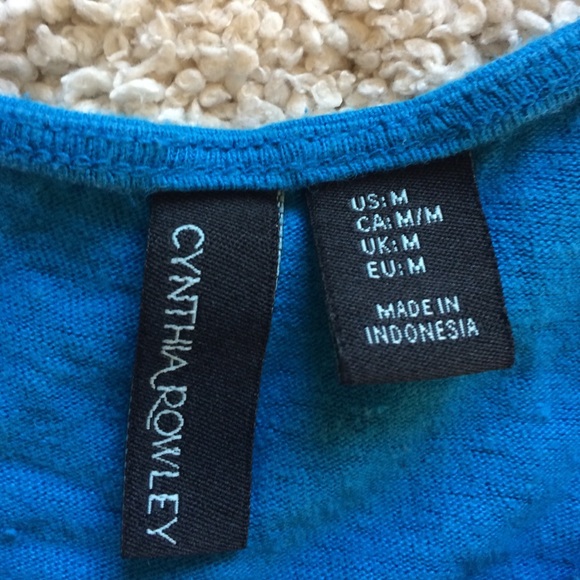 CYNTHIA ROWLEY
US: M
CA: M/M
UK: M
EU: M
MADE IN
INDONESIA